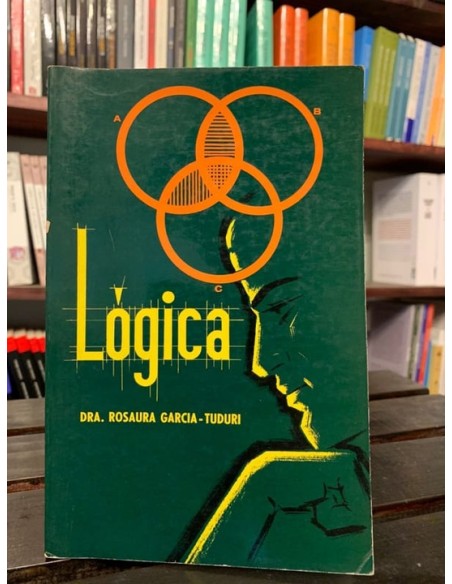 A B
C
Lógica
DRA. ROSAURA GARCIA-TUDURI